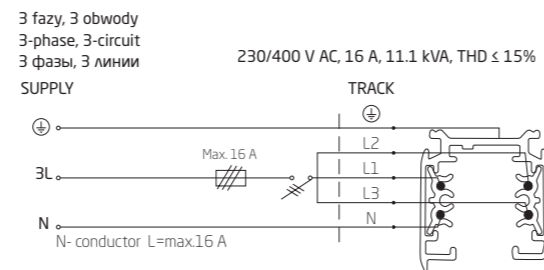 3 fazy, 3 obwody
3-phase, 3-circuit
3 фазы, 3 линии
230/400 V AC, 16 A, 11.1 kVA, THD ≤ 15%
SUPPLY
TRACK
L2
Max. 16 A
L1
3L
L3
N
N
N- conductor L=max.16 A